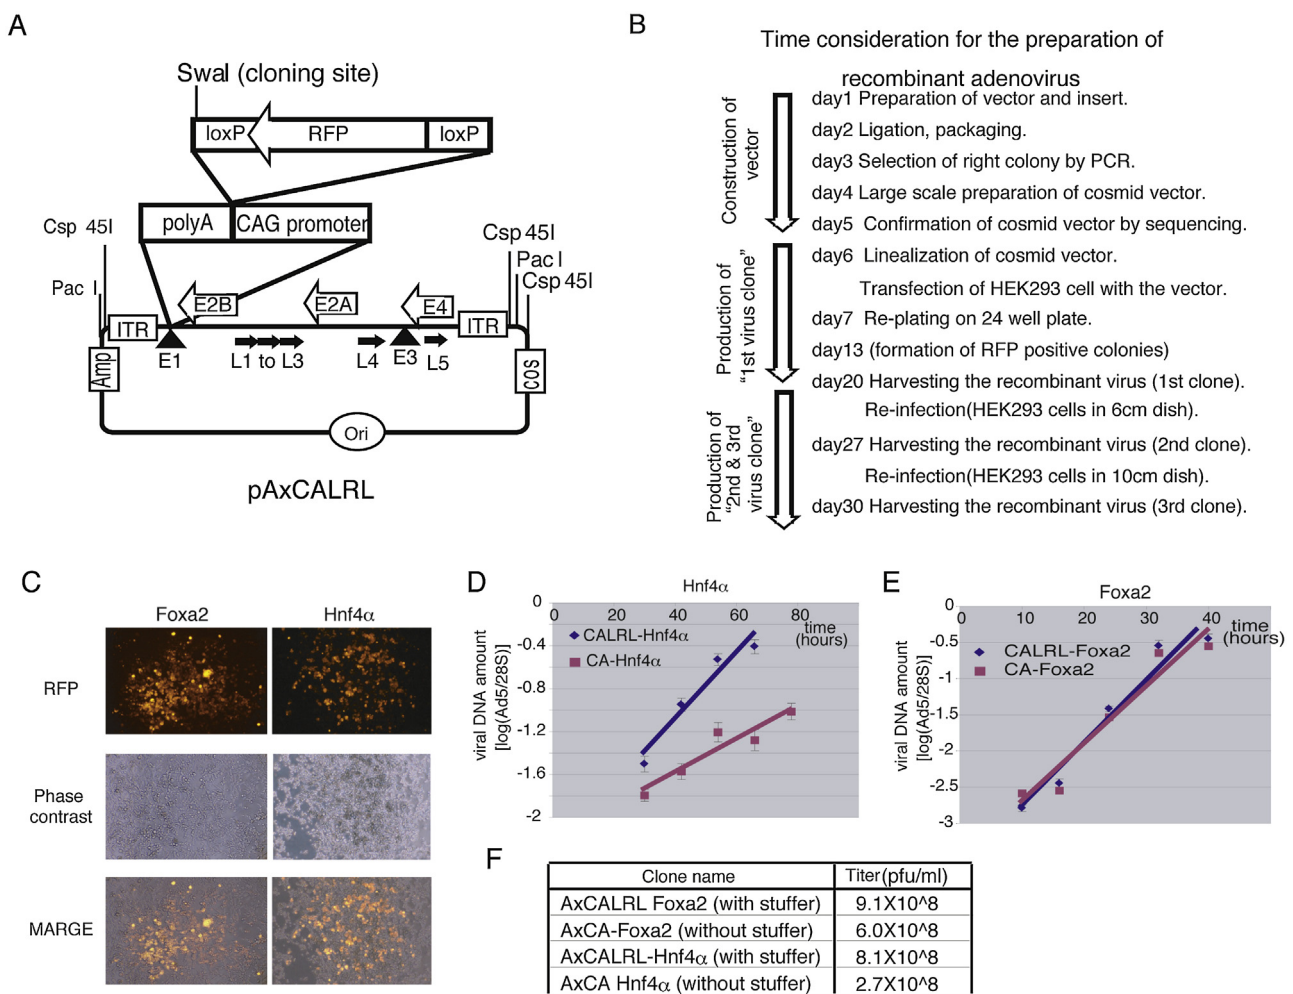 A
SwaI (cloning site)
loxP RFP loxP
polyA CAG promoter
Csp 45I
Csp 45I
Pac I
Pac I
Csp 45I
E2B E2A E4
ITR ITR
E1 L1 to L3 L4 E3 L5
Amp cos
Ori
pAxCALRL
B
Time consideration for the preparation of
recombinant adenovirus
Construction of
vector
day1 Preparation of vector and insert.
day2 Ligation, packaging.
day3 Selection of right colony by PCR.
day4 Large scale preparation of cosmid vector.
day5 Confirmation of cosmid vector by sequencing.
Production of
“1st virus clone”
day6 Linealization of cosmid vector.
Transfection of HEK293 cell with the vector.
day7 Re-plating on 24 well plate.
day13 (formation of RFP positive colonies)
day20 Harvesting the recombinant virus (1st clone).
Production of
“2nd & 3rd
virus clone”
Re-infection(HEK293 cells in 6cm dish).
day27 Harvesting the recombinant virus (2nd clone).
Re-infection(HEK293 cells in 10cm dish).
day30 Harvesting the recombinant virus (3rd clone).
C
Foxa2 Hnf4α
RFP
Phase
contrast
MARGE
D
Hnf4α
viral DNA amount
[log(Ad5/28S)]
0
-0.4
-0.8
-1.2
-1.6
-2
0 20 40 60 80
time
(hours)
CALRL-Hnf4α
CA-Hnf4α
E
Foxa2
viral DNA amount
[log(Ad5/28S)]
0
-0.5
-1
-1.5
-2
-2.5
-3
0 10 20 30 40 time
(hours)
CALRL-Foxa2
CA-Foxa2
F
Clone name Titer(pfu/ml)
AxCALRL Foxa2 (with stuffer) 9.1X10^8
AxCA-Foxa2 (without stuffer) 6.0X10^8
AxCALRL-Hnf4α (with stuffer) 8.1X10^8
AxCA Hnf4α (without stuffer) 2.7X10^8